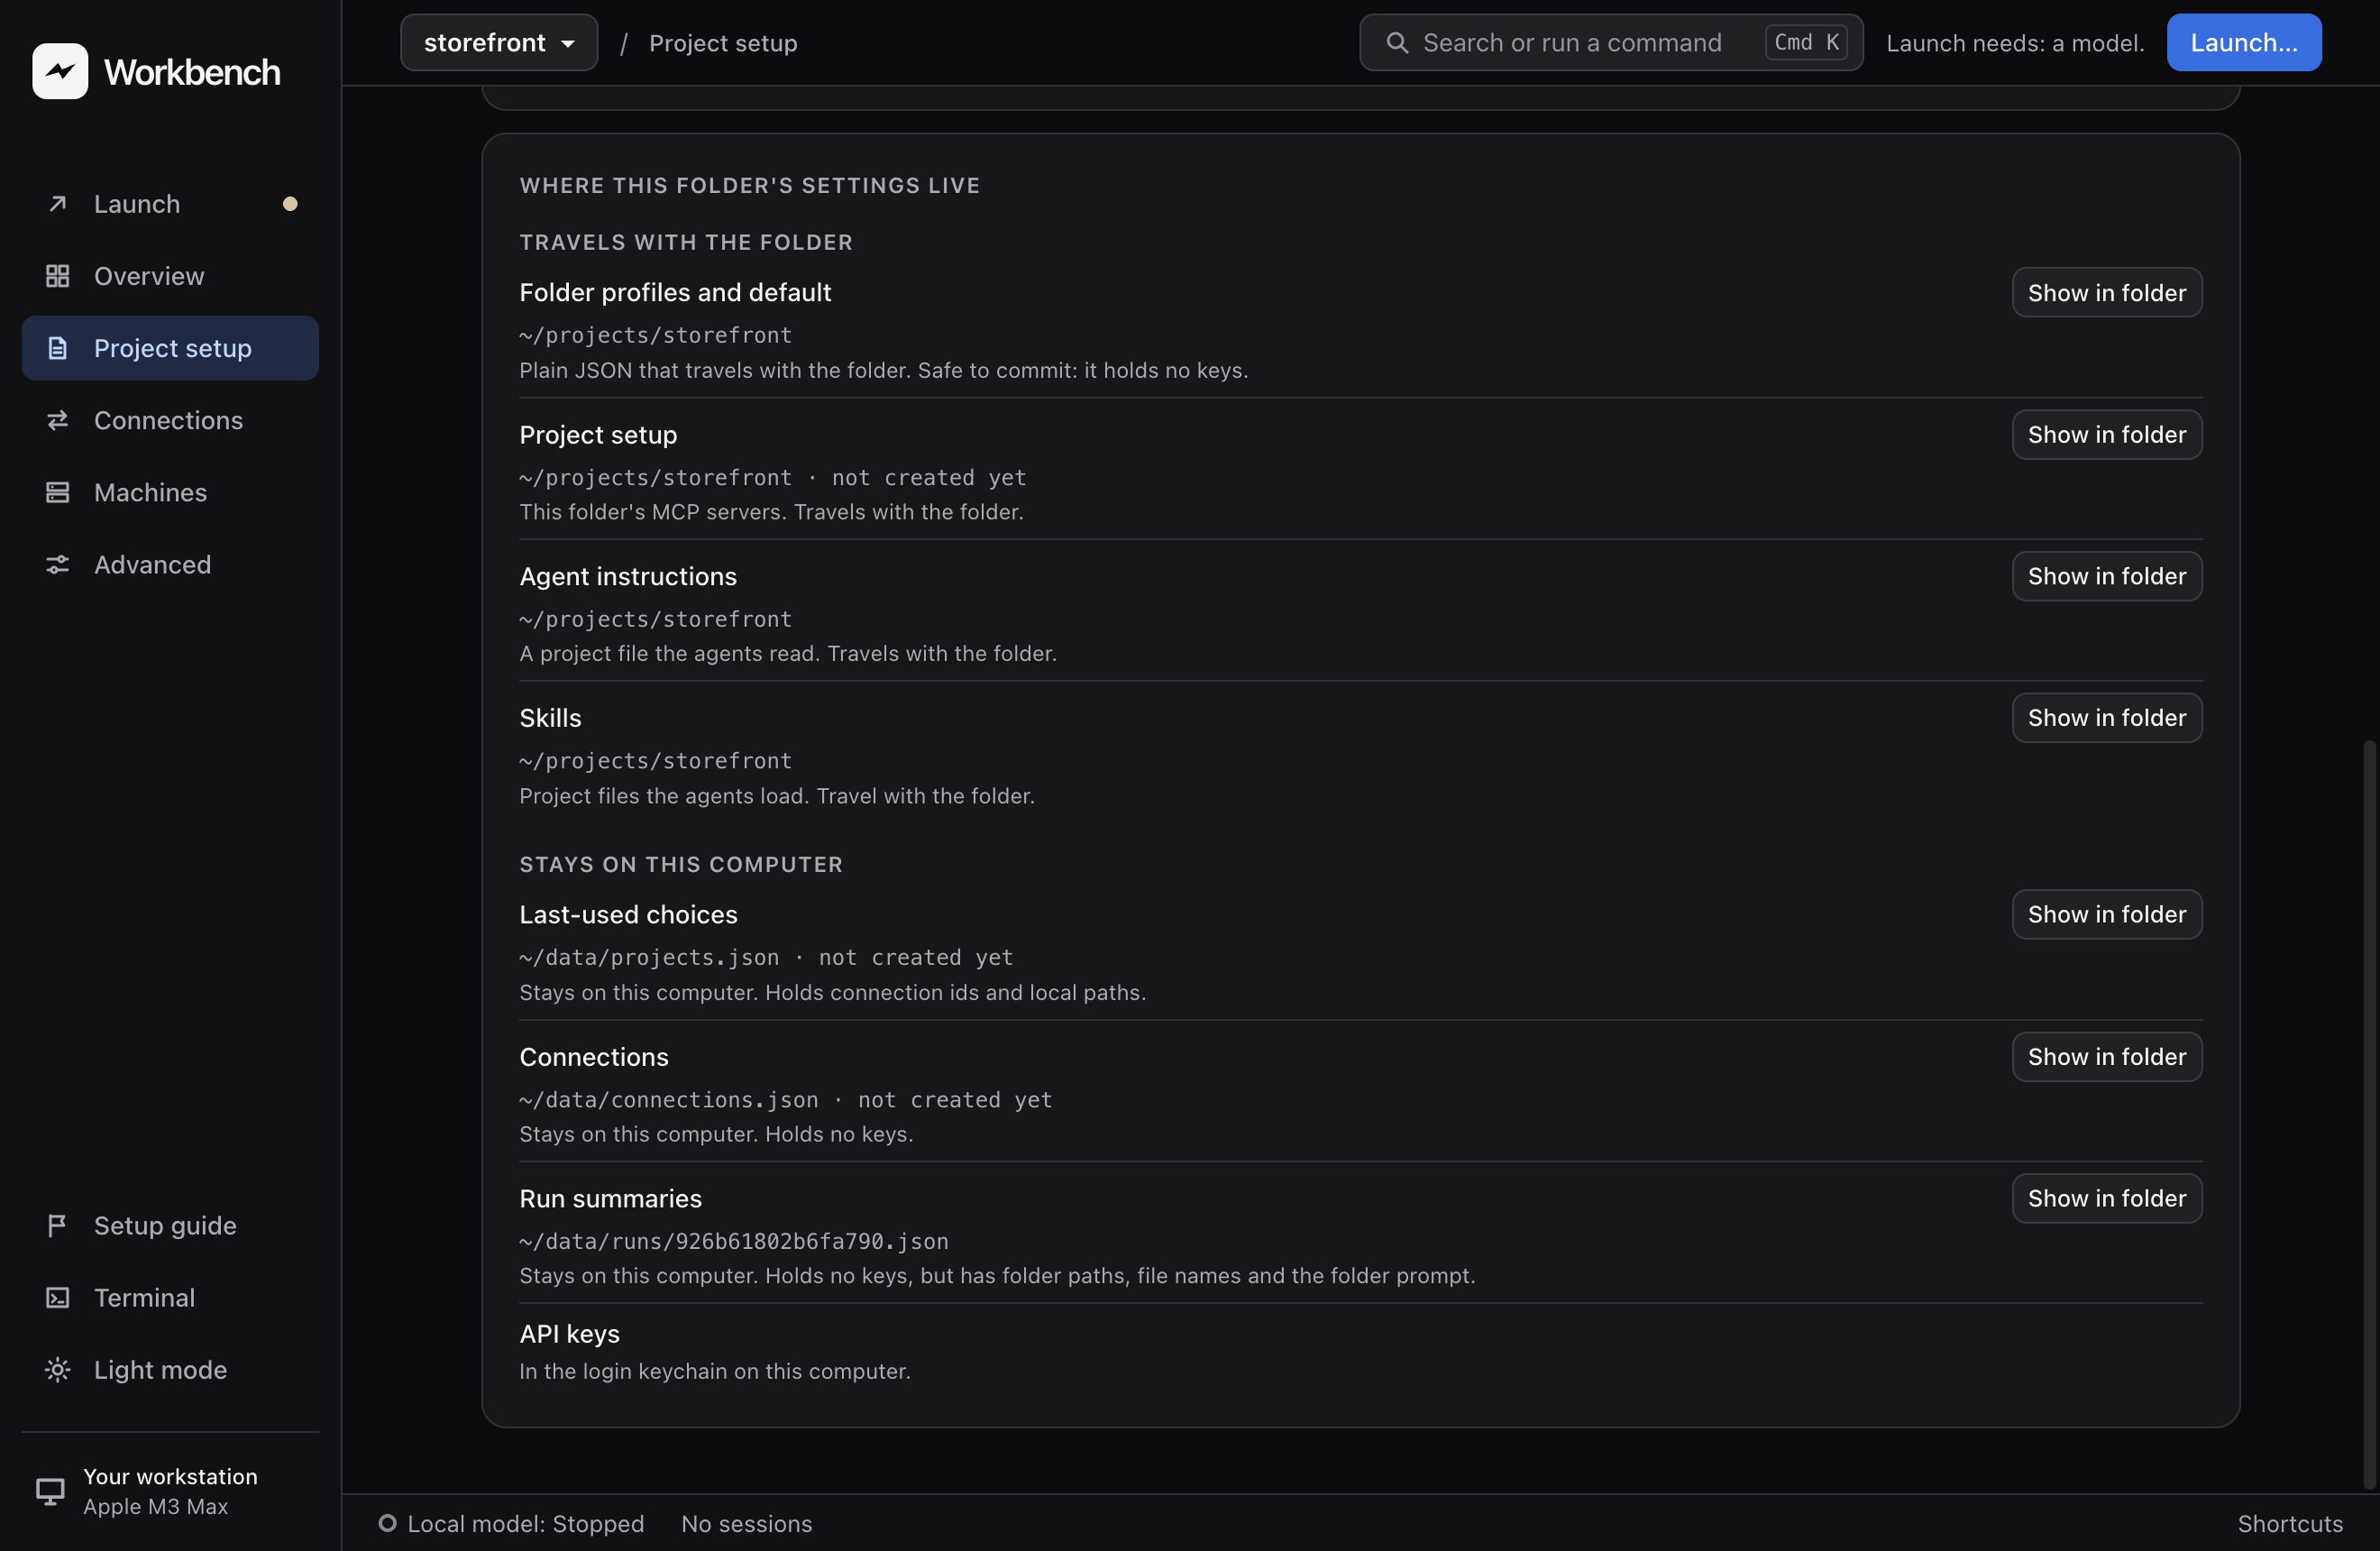 Workbench
storefront / Project setup
Search or run a command Cmd K
Launch needs: a model.
Launch...
Launch
Overview
Project setup
Connections
Machines
Advanced
WHERE THIS FOLDER'S SETTINGS LIVE
TRAVELS WITH THE FOLDER
Folder profiles and default
Show in folder
~/projects/storefront
Plain JSON that travels with the folder. Safe to commit: it holds no keys.
Project setup
Show in folder
~/projects/storefront · not created yet
This folder's MCP servers. Travels with the folder.
Agent instructions
Show in folder
~/projects/storefront
A project file the agents read. Travels with the folder.
Skills
Show in folder
~/projects/storefront
Project files the agents load. Travel with the folder.
STAYS ON THIS COMPUTER
Last-used choices
Show in folder
~/data/projects.json · not created yet
Stays on this computer. Holds connection ids and local paths.
Connections
Show in folder
~/data/connections.json · not created yet
Stays on this computer. Holds no keys.
Run summaries
Show in folder
~/data/runs/926b61802b6fa790.json
Stays on this computer. Holds no keys, but has folder paths, file names and the folder prompt.
API keys
In the login keychain on this computer.
Setup guide
Terminal
Light mode
Your workstation
Apple M3 Max
Local model: Stopped
No sessions
Shortcuts